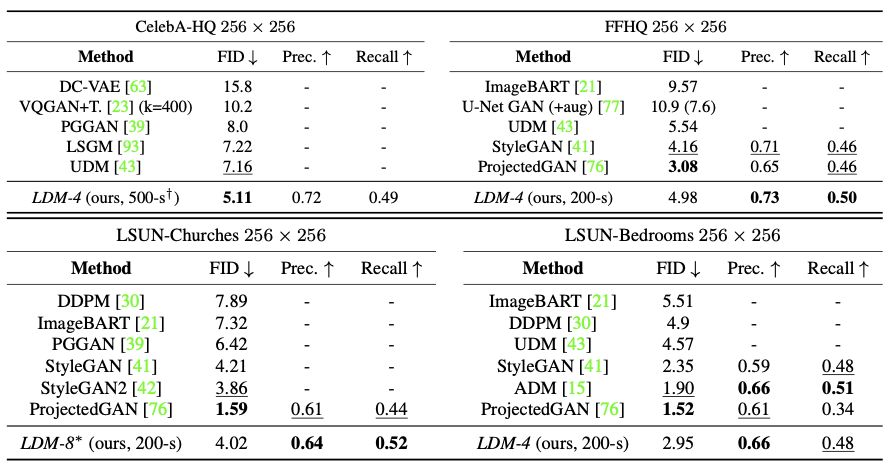 CelebA-HQ 256 × 256
Method FID ↓ Prec. ↑ Recall ↑
DC-VAE [63] 15.8 - -
VQGAN+T. [23] (k=400) 10.2 - -
PGGAN [39] 8.0 - -
LSGM [93] 7.22 - -
UDM [43] 7.16 - -
LDM-4 (ours, 500-s†) 5.11 0.72 0.49
FFHQ 256 × 256
Method FID ↓ Prec. ↑ Recall ↑
ImageBART [21] 9.57 - -
U-Net GAN (+aug) [77] 10.9 (7.6) - -
UDM [43] 5.54 - -
StyleGAN [41] 4.16 0.71 0.46
ProjectedGAN [76] 3.08 0.65 0.46
LDM-4 (ours, 200-s) 4.98 0.73 0.50
LSUN-Churches 256 × 256
Method FID ↓ Prec. ↑ Recall ↑
DDPM [30] 7.89 - -
ImageBART [21] 7.32 - -
PGGAN [39] 6.42 - -
StyleGAN [41] 4.21 - -
StyleGAN2 [42] 3.86 - -
ProjectedGAN [76] 1.59 0.61 0.44
LDM-8* (ours, 200-s) 4.02 0.64 0.52
LSUN-Bedrooms 256 × 256
Method FID ↓ Prec. ↑ Recall ↑
ImageBART [21] 5.51 - -
DDPM [30] 4.9 - -
UDM [43] 4.57 - -
StyleGAN [41] 2.35 0.59 0.48
ADM [15] 1.90 0.66 0.51
ProjectedGAN [76] 1.52 0.61 0.34
LDM-4 (ours, 200-s) 2.95 0.66 0.48